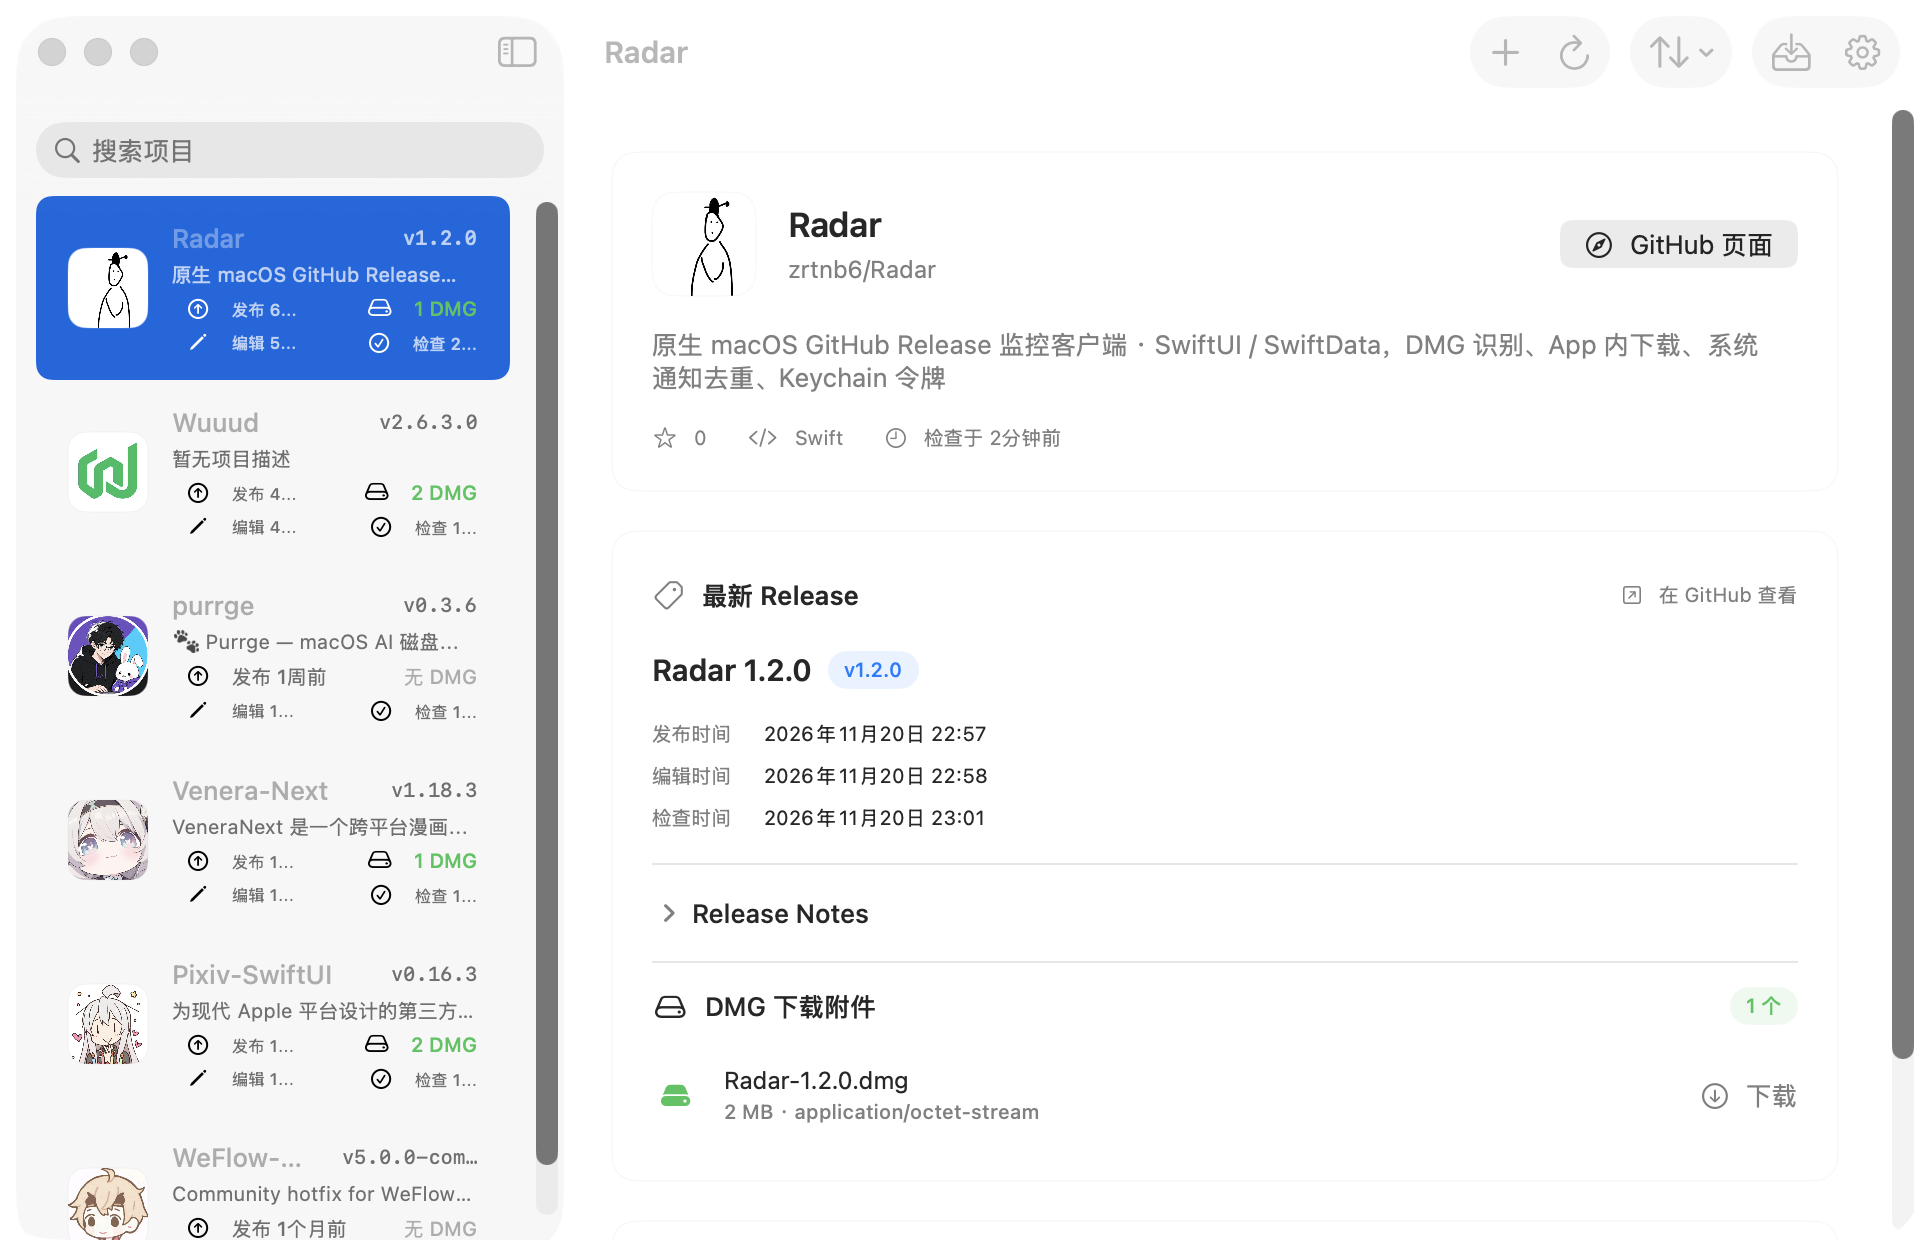 Radar
搜索项目
Radar v1.2.0
原生 macOS GitHub Release...
发布 6... 1 DMG
编辑 5... 检查 2...
Wuuud v2.6.3.0
暂无项目描述
发布 4... 2 DMG
编辑 4... 检查 1...
purrge v0.3.6
🐾 Purrge — macOS AI 磁盘...
发布 1周前 无 DMG
编辑 1... 检查 1...
Venera-Next v1.18.3
VeneraNext 是一个跨平台漫画...
发布 1... 1 DMG
编辑 1... 检查 1...
Pixiv-SwiftUI v0.16.3
为现代 Apple 平台设计的第三方...
发布 1... 2 DMG
编辑 1... 检查 1...
WeFlow-... v5.0.0-com...
Community hotfix for WeFlow...
发布 1个月前 无 DMG
Radar
zrtnb6/Radar
GitHub 页面
原生 macOS GitHub Release 监控客户端 · SwiftUI / SwiftData，DMG 识别、App 内下载、系统
通知去重、Keychain 令牌
0 </> Swift 检查于 2分钟前
最新 Release
在 GitHub 查看
Radar 1.2.0 v1.2.0
发布时间 2026年11月20日 22:57
编辑时间 2026年11月20日 22:58
检查时间 2026年11月20日 23:01
Release Notes
DMG 下载附件 1个
Radar-1.2.0.dmg
2 MB · application/octet-stream
下载